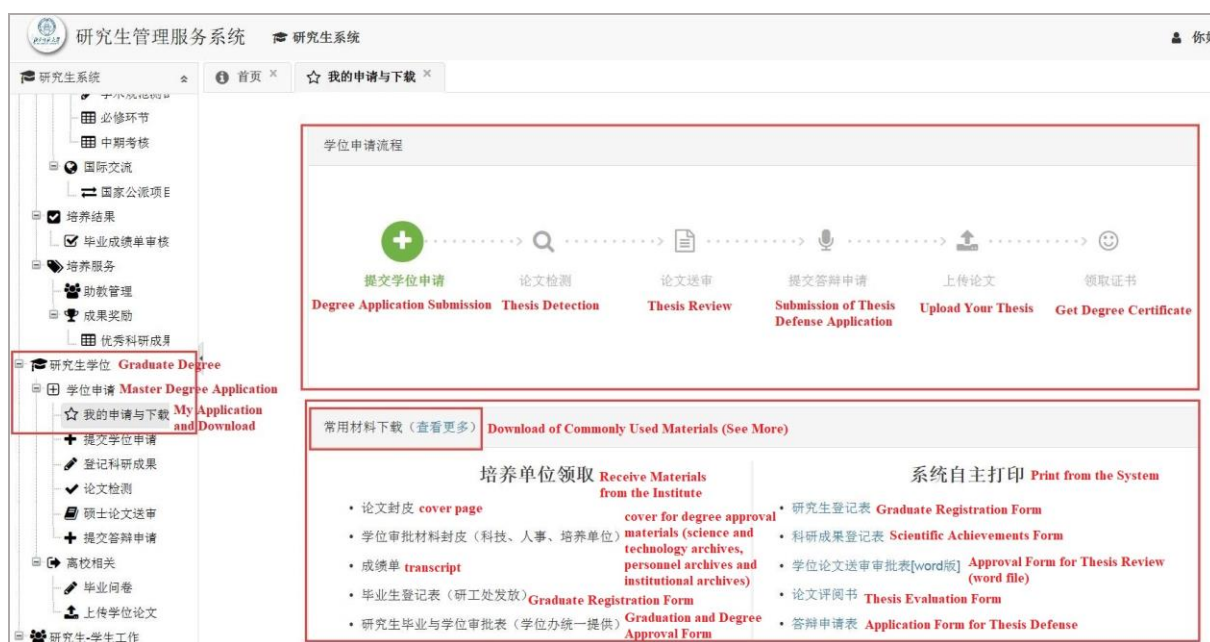 研究生管理服务系统
研究生系统
你好
研究生系统
首页 ×
我的申请与下载 ×
必修环节
中期考核
国际交流
国家公派项目
培养结果
毕业成绩单审核
培养服务
助教管理
成果奖励
优秀科研成果
研究生学位 Graduate Degree
学位申请 Master Degree Application
我的申请与下载 My Application
and Download
提交学位申请
登记科研成果
论文检测
硕士论文送审
提交答辩申请
高校相关
毕业问卷
上传学位论文
研究生-学生工作
学位申请流程
提交学位申请
论文检测
论文送审
提交答辩申请
上传论文
领取证书
Degree Application Submission
Thesis Detection
Thesis Review
Submission of Thesis
Defense Application
Upload Your Thesis
Get Degree Certificate
常用材料下载（查看更多） Download of Commonly Used Materials (See More)
培养单位领取 Receive Materials
from the Institute
• 论文封皮 cover page
• 学位审批材料封皮（科技、人事、培养单位）
cover for degree approval
materials (science and
technology archives,
personnel archives and
institutional archives)
• 成绩单 transcript
• 毕业生登记表（研工处发放） Graduate Registration Form
• 研究生毕业与学位审批表（学位办统一提供） Graduation and Degree
Approval Form
系统自主打印 Print from the System
• 研究生登记表 Graduate Registration Form
• 科研成果登记表 Scientific Achievements Form
• 学位论文送审审批表[word版] Approval Form for Thesis Review
(word file)
• 论文评阅书 Thesis Evaluation Form
• 答辩申请表 Application Form for Thesis Defense